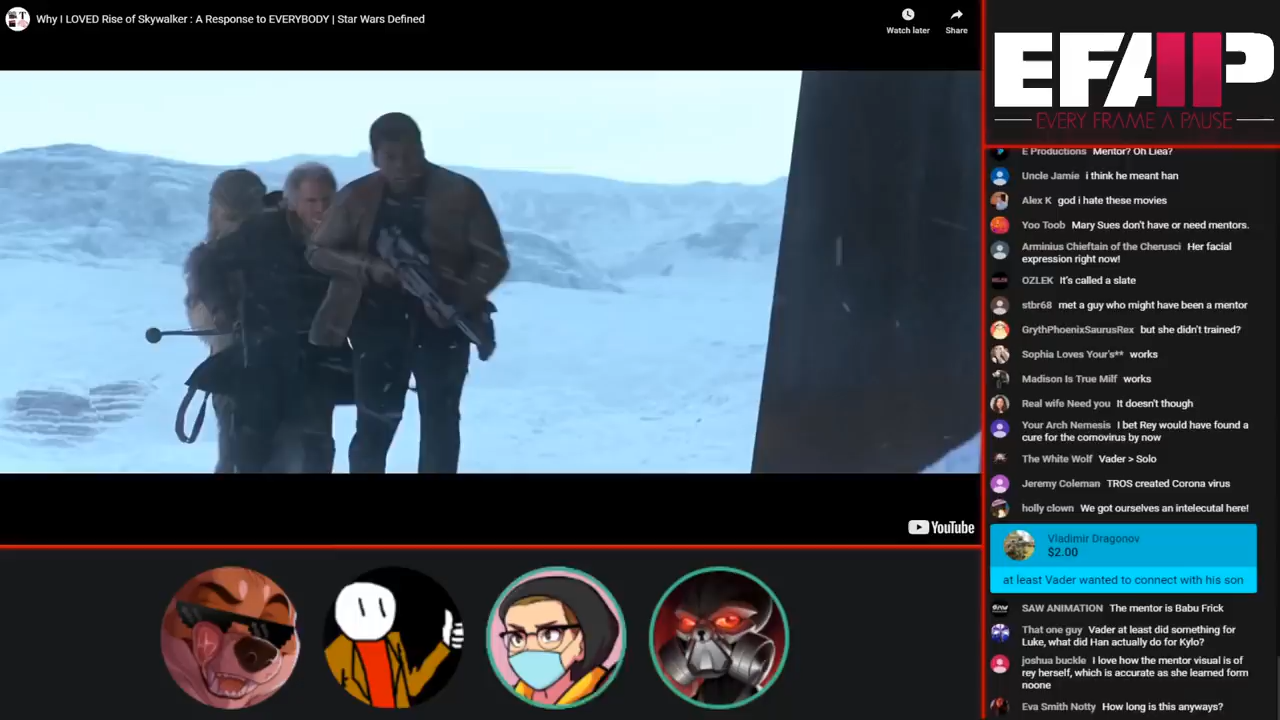 Why I LOVED Rise of Skywalker : A Response to EVERYBODY | Star Wars Defined
Watch later
Share
YouTube
EFAP
EVERY FRAME A PAUSE
E Productions Mentor? Oh Liea?
Uncle Jamie i think he meant han
Alex K god i hate these movies
Yoo Toob Mary Sues don't have or need mentors.
Arminius Chieftain of the Cherusci Her facial
expression right now!
OZLEK It's called a slate
stbr68 met a guy who might have been a mentor
GrythPhoenixSaurusRex but she didn't trained?
Sophia Loves Your's** works
Madison Is True Milf works
Real wife Need you It doesn't though
Your Arch Nemesis I bet Rey would have found a
cure for the comovirus by now
The White Wolf Vader > Solo
Jeremy Coleman TROS created Corona virus
holly clown We got ourselves an intelecutal here!
Vladimir Dragonov
$2.00
at least Vader wanted to connect with his son
SAW ANIMATION The mentor is Babu Frick
That one guy Vader at least did something for
Luke, what did Han actually do for Kylo?
joshua buckle I love how the mentor visual is of
rey herself, which is accurate as she learned form
noone
Eva Smith Notty How long is this anyways?